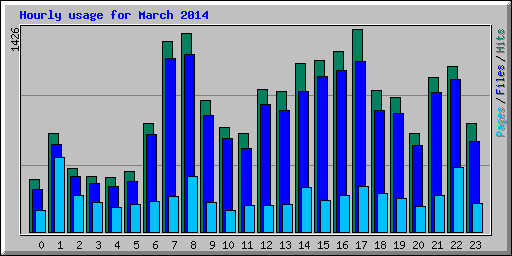 Hourly usage for March 2014
1426
Pages/Files/Hits
0 1 2 3 4 5 6 7 8 9 10 11 12 13 14 15 16 17 18 19 20 21 22 23